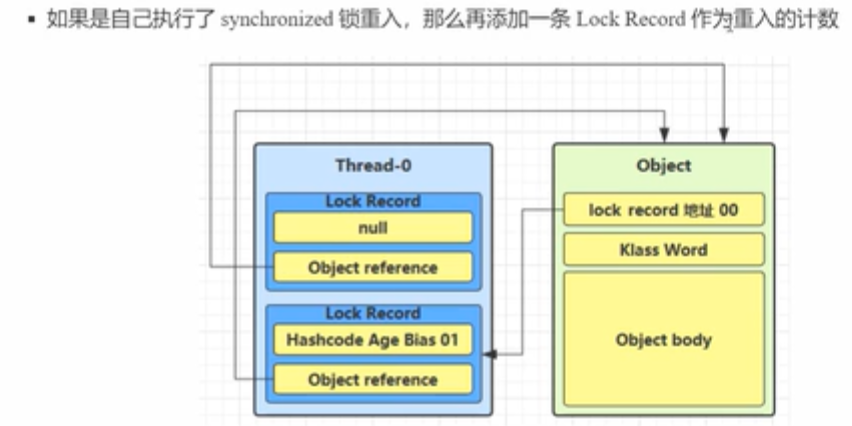 ▪ 如果是自己执行了 synchronized 锁重入，那么再添加一条 Lock Record 作为重入的计数
Thread-0
Lock Record
null
Object reference
Lock Record
Hashcode Age Bias 01
Object reference
Object
lock record 地址 00
Klass Word
Object body